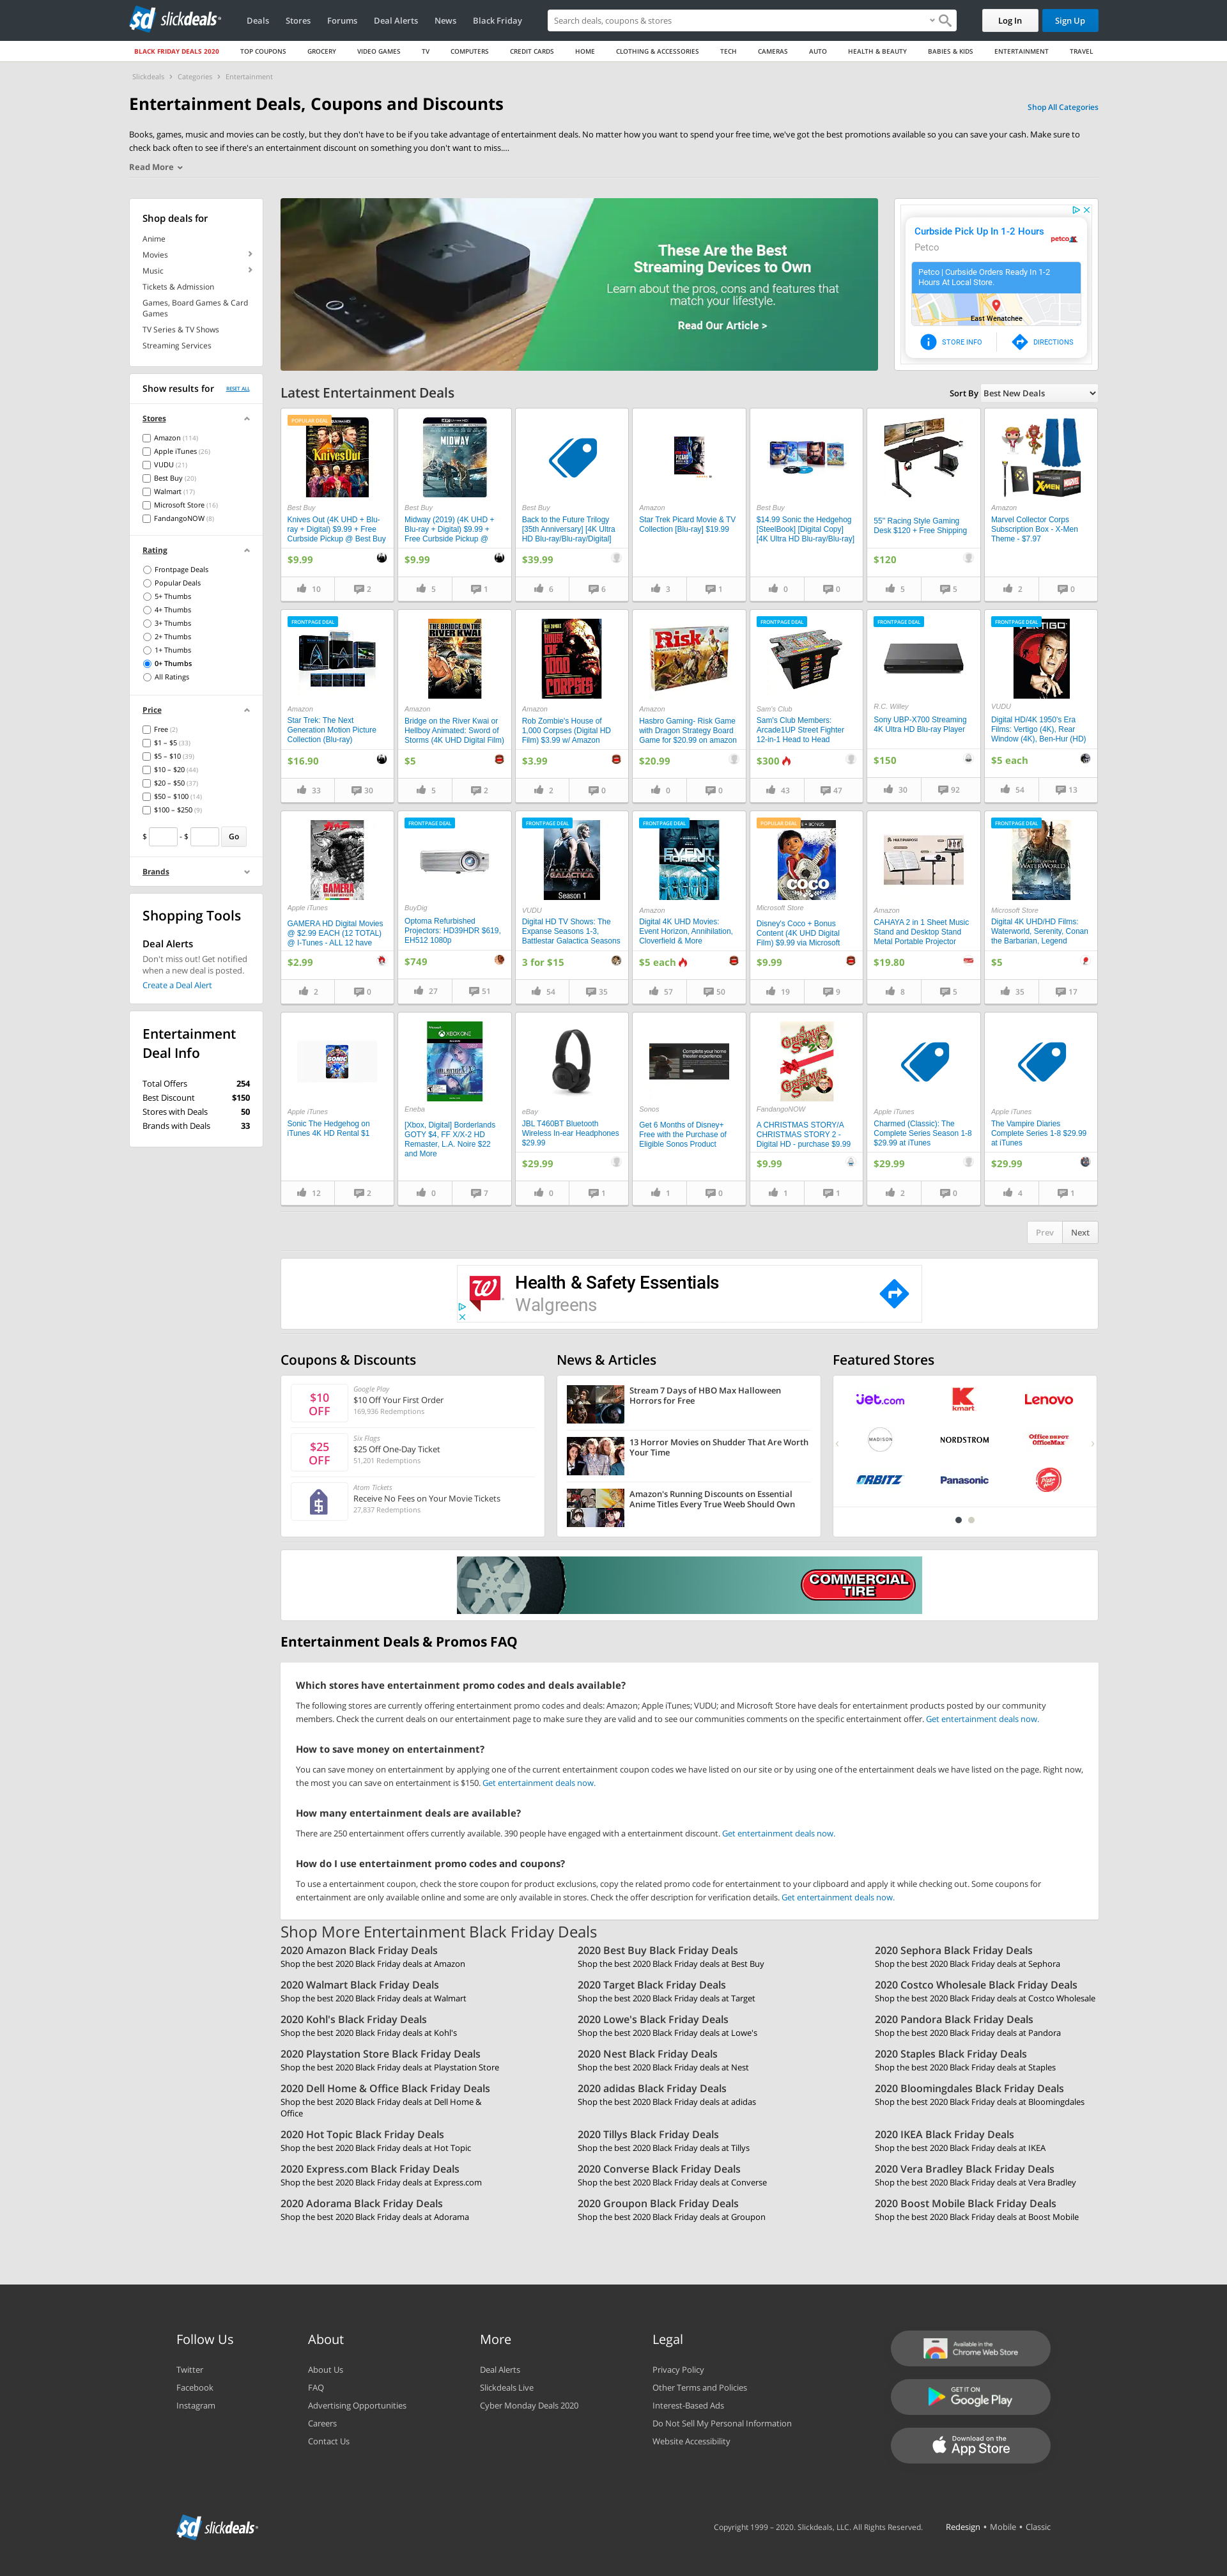 slickdeals
Deals
Stores
Forums
Deal Alerts
News
Black Friday
Search deals, coupons & stores
Log In
Sign Up
BLACK FRIDAY DEALS 2020
TOP COUPONS
GROCERY
VIDEO GAMES
TV
COMPUTERS
CREDIT CARDS
HOME
CLOTHING & ACCESSORIES
TECH
CAMERAS
AUTO
HEALTH & BEAUTY
BABIES & KIDS
ENTERTAINMENT
TRAVEL
Slickdeals > Categories > Entertainment
Entertainment Deals, Coupons and Discounts
Shop All Categories
Books, games, music and movies can be costly, but they don't have to be if you take advantage of entertainment deals. No matter how you want to spend your free time, we've got the best promotions available so you can save your cash. Make sure to
check back often to see if there's an entertainment discount on something you don't want to miss....
Read More
Shop deals for
Anime
Movies
Music
Tickets & Admission
Games, Board Games & Card
Games
TV Series & TV Shows
Streaming Services
Show results for
RESET ALL
Stores
Amazon (114)
Apple iTunes (26)
VUDU (21)
Best Buy (20)
Walmart (17)
Microsoft Store (16)
FandangoNOW (8)
Rating
Frontpage Deals
Popular Deals
5+ Thumbs
4+ Thumbs
3+ Thumbs
2+ Thumbs
1+ Thumbs
0+ Thumbs
All Ratings
Price
Free (2)
$1 – $5 (33)
$5 – $10 (39)
$10 – $20 (44)
$20 – $50 (37)
$50 – $100 (14)
$100 – $250 (9)
$ - $ Go
Brands
Shopping Tools
Deal Alerts
Don't miss out! Get notified
when a new deal is posted.
Create a Deal Alert
Entertainment
Deal Info
Total Offers 254
Best Discount $150
Stores with Deals 50
Brands with Deals 33
These Are the Best
Streaming Devices to Own
Learn about the pros, cons and features that
match your lifestyle.
Read Our Article >
Curbside Pick Up In 1-2 Hours
Petco
petco
Petco | Curbside Orders Ready In 1-2
Hours At Local Store.
East Wenatchee
STORE INFO
DIRECTIONS
Latest Entertainment Deals
Sort By Best New Deals
POPULAR DEAL
Best Buy
Knives Out (4K UHD + Blu-
ray + Digital) $9.99 + Free
Curbside Pickup @ Best Buy
$9.99
10 2
MIDWAY
Best Buy
Midway (2019) (4K UHD +
Blu-ray + Digital) $9.99 +
Free Curbside Pickup @
$9.99
5 1
Best Buy
Back to the Future Trilogy
[35th Anniversary] [4K Ultra
HD Blu-ray/Blu-ray/Digital]
$39.99
6 6
Amazon
Star Trek Picard Movie & TV
Collection [Blu-ray] $19.99
3 1
Best Buy
$14.99 Sonic the Hedgehog
[SteelBook] [Digital Copy]
[4K Ultra HD Blu-ray/Blu-ray]
0 0
55" Racing Style Gaming
Desk $120 + Free Shipping
$120
5 5
X-MEN
Amazon
Marvel Collector Corps
Subscription Box - X-Men
Theme - $7.97
2 0
FRONTPAGE DEAL
Amazon
Star Trek: The Next
Generation Motion Picture
Collection (Blu-ray)
$16.90
33 30
THE BRIDGE ON THE
RIVER KWAI
Amazon
Bridge on the River Kwai or
Hellboy Animated: Sword of
Storms (4K UHD Digital Film)
$5
5 2
HOUSE OF
1000
CORPSES
Amazon
Rob Zombie's House of
1,000 Corpses (Digital HD
Film) $3.99 w/ Amazon
$3.99
2 0
Risk
Amazon
Hasbro Gaming- Risk Game
with Dragon Strategy Board
Game for $20.99 on amazon
$20.99
0 0
FRONTPAGE DEAL
Sam's Club
Sam's Club Members:
Arcade1UP Street Fighter
12-in-1 Head to Head
$300
43 47
FRONTPAGE DEAL
R.C. Willey
Sony UBP-X700 Streaming
4K Ultra HD Blu-ray Player
$150
30 92
FRONTPAGE DEAL
VERTIGO
VUDU
Digital HD/4K 1950's Era
Films: Vertigo (4K), Rear
Window (4K), Ben-Hur (HD)
$5 each
54 13
GAMERA
Apple iTunes
GAMERA HD Digital Movies
@ $2.99 EACH (12 TOTAL)
@ I-Tunes - ALL 12 have
$2.99
2 0
FRONTPAGE DEAL
BuyDig
Optoma Refurbished
Projectors: HD39HDR $619,
EH512 1080p
$749
27 51
FRONTPAGE DEAL
Season 1
VUDU
Digital HD TV Shows: The
Expanse Seasons 1-3,
Battlestar Galactica Seasons
3 for $15
54 35
FRONTPAGE DEAL
EVENT
HORIZON
Amazon
Digital 4K UHD Movies:
Event Horizon, Annihilation,
Cloverfield & More
$5 each
57 50
POPULAR DEAL
+ BONUS
COCO
Microsoft Store
Disney's Coco + Bonus
Content (4K UHD Digital
Film) $9.99 via Microsoft
$9.99
19 9
Amazon
CAHAYA 2 in 1 Sheet Music
Stand and Desktop Stand
Metal Portable Projector
$19.80
8 5
FRONTPAGE DEAL
WATERWORLD
Microsoft Store
Digital 4K UHD/HD Films:
Waterworld, Serenity, Conan
the Barbarian, Legend
$5
35 17
SONIC
Apple iTunes
Sonic The Hedgehog on
iTunes 4K HD Rental $1
12 2
XBOX ONE
Eneba
[Xbox, Digital] Borderlands
GOTY $4, FF X/X-2 HD
Remaster, L.A. Noire $22
and More
0 7
eBay
JBL T460BT Bluetooth
Wireless In-ear Headphones
$29.99
$29.99
0 1
Complete your home
theater experience
Sonos
Get 6 Months of Disney+
Free with the Purchase of
Eligible Sonos Product
1 0
A CHRISTMAS
STORY 2
A CHRISTMAS
STORY
FandangoNOW
A CHRISTMAS STORY/A
CHRISTMAS STORY 2 -
Digital HD - purchase $9.99
$9.99
1 1
Apple iTunes
Charmed (Classic): The
Complete Series Season 1-8
$29.99 at iTunes
$29.99
2 0
Apple iTunes
The Vampire Diaries
Complete Series 1-8 $29.99
at iTunes
$29.99
4 1
Prev Next
Health & Safety Essentials
Walgreens
Coupons & Discounts
$10
OFF
Google Play
$10 Off Your First Order
169,936 Redemptions
$25
OFF
Six Flags
$25 Off One-Day Ticket
51,201 Redemptions
Atom Tickets
Receive No Fees on Your Movie Tickets
27,837 Redemptions
News & Articles
Stream 7 Days of HBO Max Halloween
Horrors for Free
13 Horror Movies on Shudder That Are Worth
Your Time
Amazon's Running Discounts on Essential
Anime Titles Every True Weeb Should Own
Featured Stores
jet.com
kmart
Lenovo
MADISON
NORDSTROM
Office DEPOT
OfficeMax
ORBITZ
Panasonic
COMMERCIAL
TIRE
Entertainment Deals & Promos FAQ
Which stores have entertainment promo codes and deals available?
The following stores are currently offering entertainment promo codes and deals: Amazon; Apple iTunes; VUDU; and Microsoft Store have deals for entertainment products posted by our community
members. Check the current deals on our entertainment page to make sure they are valid and to see our communities comments on the specific entertainment offer. Get entertainment deals now.
How to save money on entertainment?
You can save money on entertainment by applying one of the current entertainment coupon codes we have listed on our site or by using one of the entertainment deals we have listed on the page. Right now,
the most you can save on entertainment is $150. Get entertainment deals now.
How many entertainment deals are available?
There are 250 entertainment offers currently available. 390 people have engaged with a entertainment discount. Get entertainment deals now.
How do I use entertainment promo codes and coupons?
To use a entertainment coupon, check the store coupon for product exclusions, copy the related promo code for entertainment to your clipboard and apply it while checking out. Some coupons for
entertainment are only available online and some are only available in stores. Check the offer description for verification details. Get entertainment deals now.
Shop More Entertainment Black Friday Deals
2020 Amazon Black Friday Deals
Shop the best 2020 Black Friday deals at Amazon
2020 Best Buy Black Friday Deals
Shop the best 2020 Black Friday deals at Best Buy
2020 Sephora Black Friday Deals
Shop the best 2020 Black Friday deals at Sephora
2020 Walmart Black Friday Deals
Shop the best 2020 Black Friday deals at Walmart
2020 Target Black Friday Deals
Shop the best 2020 Black Friday deals at Target
2020 Costco Wholesale Black Friday Deals
Shop the best 2020 Black Friday deals at Costco Wholesale
2020 Kohl's Black Friday Deals
Shop the best 2020 Black Friday deals at Kohl's
2020 Lowe's Black Friday Deals
Shop the best 2020 Black Friday deals at Lowe's
2020 Pandora Black Friday Deals
Shop the best 2020 Black Friday deals at Pandora
2020 Playstation Store Black Friday Deals
Shop the best 2020 Black Friday deals at Playstation Store
2020 Nest Black Friday Deals
Shop the best 2020 Black Friday deals at Nest
2020 Staples Black Friday Deals
Shop the best 2020 Black Friday deals at Staples
2020 Dell Home & Office Black Friday Deals
Shop the best 2020 Black Friday deals at Dell Home &
Office
2020 adidas Black Friday Deals
Shop the best 2020 Black Friday deals at adidas
2020 Bloomingdales Black Friday Deals
Shop the best 2020 Black Friday deals at Bloomingdales
2020 Hot Topic Black Friday Deals
Shop the best 2020 Black Friday deals at Hot Topic
2020 Tillys Black Friday Deals
Shop the best 2020 Black Friday deals at Tillys
2020 IKEA Black Friday Deals
Shop the best 2020 Black Friday deals at IKEA
2020 Express.com Black Friday Deals
Shop the best 2020 Black Friday deals at Express.com
2020 Converse Black Friday Deals
Shop the best 2020 Black Friday deals at Converse
2020 Vera Bradley Black Friday Deals
Shop the best 2020 Black Friday deals at Vera Bradley
2020 Adorama Black Friday Deals
Shop the best 2020 Black Friday deals at Adorama
2020 Groupon Black Friday Deals
Shop the best 2020 Black Friday deals at Groupon
2020 Boost Mobile Black Friday Deals
Shop the best 2020 Black Friday deals at Boost Mobile
Follow Us
Twitter
Facebook
Instagram
About
About Us
FAQ
Advertising Opportunities
Careers
Contact Us
More
Deal Alerts
Slickdeals Live
Cyber Monday Deals 2020
Legal
Privacy Policy
Other Terms and Policies
Interest-Based Ads
Do Not Sell My Personal Information
Website Accessibility
Available in the
Chrome Web Store
GET IT ON
Google Play
Download on the
App Store
slickdeals
Copyright 1999 – 2020. Slickdeals, LLC. All Rights Reserved.
Redesign • Mobile • Classic